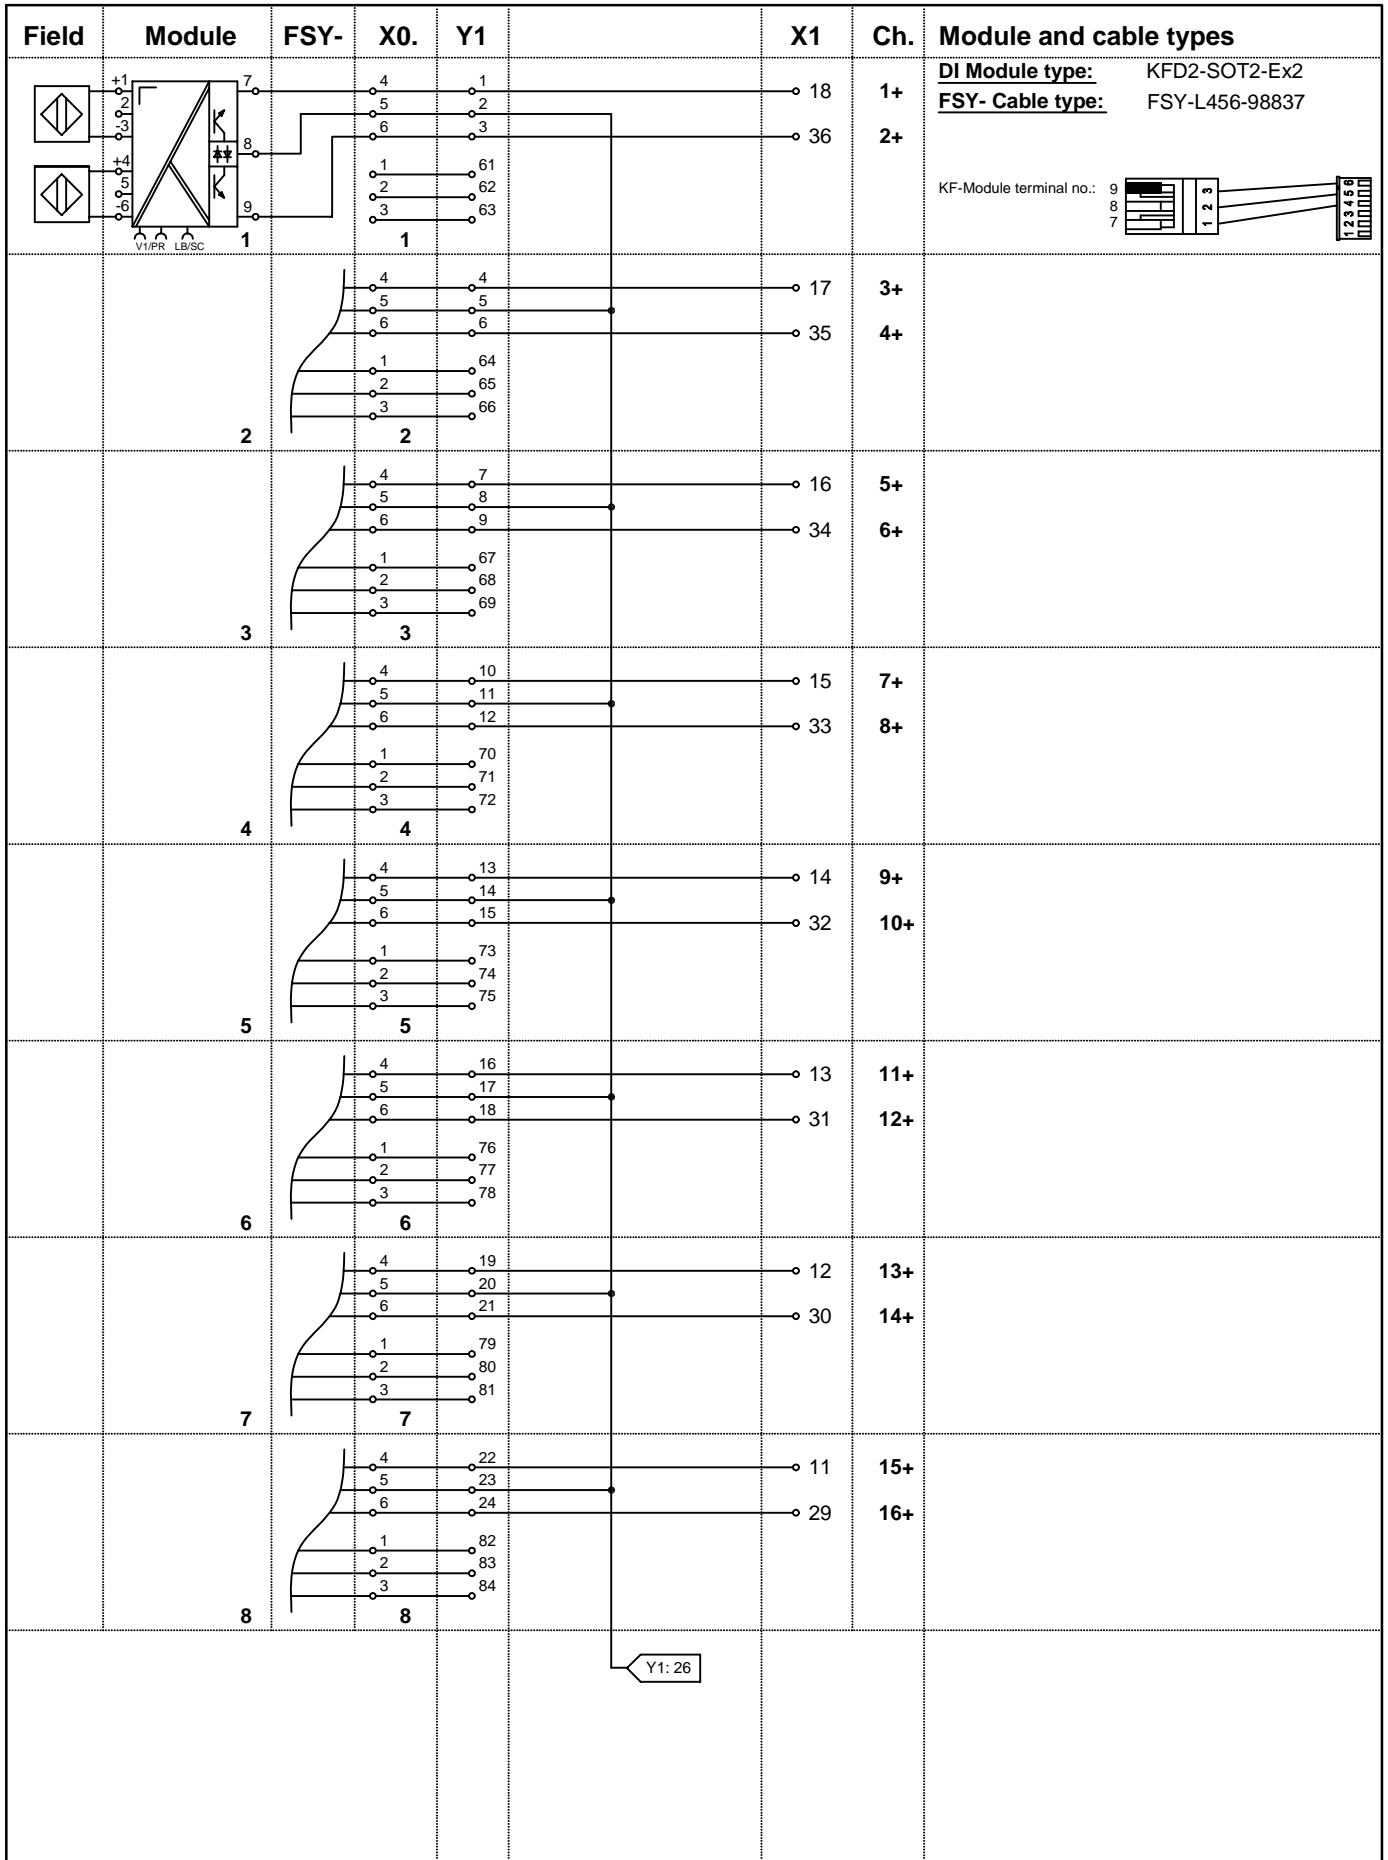 Field Module FSY- X0. Y1 X1 Ch. Module and cable types
DI Module type: KFD2-SOT2-Ex2
FSY- Cable type: FSY-L456-98837
+1 7 4 1 18 1+
2 5 2
-3 8 6 3 36 2+
+4 1 61
5 2 62
-6 9 3 63
V1/PR LB/SC 1 1
KF-Module terminal no.: 9
8
7
1 2 3
1 2 3 4 5 6
4 4 17 3+
5 5
6 6 35 4+
1 64
2 65
3 66
2 2
4 7 16 5+
5 8
6 9 34 6+
1 67
2 68
3 69
3 3
4 10 15 7+
5 11
6 12 33 8+
1 70
2 71
3 72
4 4
4 13 14 9+
5 14
6 15 32 10+
1 73
2 74
3 75
5 5
4 16 13 11+
5 17
6 18 31 12+
1 76
2 77
3 78
6 6
4 19 12 13+
5 20
6 21 30 14+
1 79
2 80
3 81
7 7
4 22 11 15+
5 23
6 24 29 16+
1 82
2 83
3 84
8 8
Y1: 26